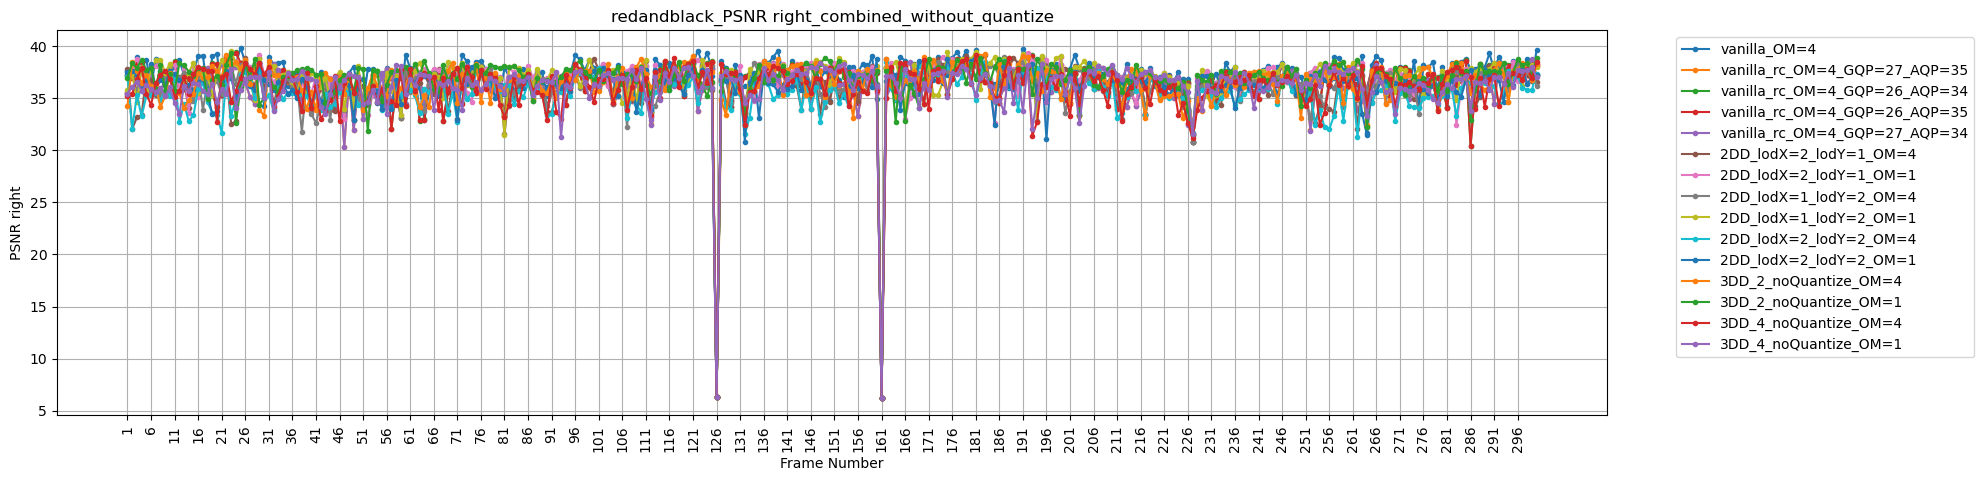 redandblack_PSNR right_combined_without_quantize
PSNR right
40
35
30
25
20
15
10
5
1 6 11 16 21 26 31 36 41 46 51 56 61 66 71 76 81 86 91 96 101 106 111 116 121 126 131 136 141 146 151 156 161 166 171 176 181 186 191 196 201 206 211 216 221 226 231 236 241 246 251 256 261 266 271 276 281 286 291 296
Frame Number
vanilla_OM=4
vanilla_rc_OM=4_GQP=27_AQP=35
vanilla_rc_OM=4_GQP=26_AQP=34
vanilla_rc_OM=4_GQP=26_AQP=35
vanilla_rc_OM=4_GQP=27_AQP=34
2DD_lodX=2_lodY=1_OM=4
2DD_lodX=2_lodY=1_OM=1
2DD_lodX=1_lodY=2_OM=4
2DD_lodX=1_lodY=2_OM=1
2DD_lodX=2_lodY=2_OM=4
2DD_lodX=2_lodY=2_OM=1
3DD_2_noQuantize_OM=4
3DD_2_noQuantize_OM=1
3DD_4_noQuantize_OM=4
3DD_4_noQuantize_OM=1